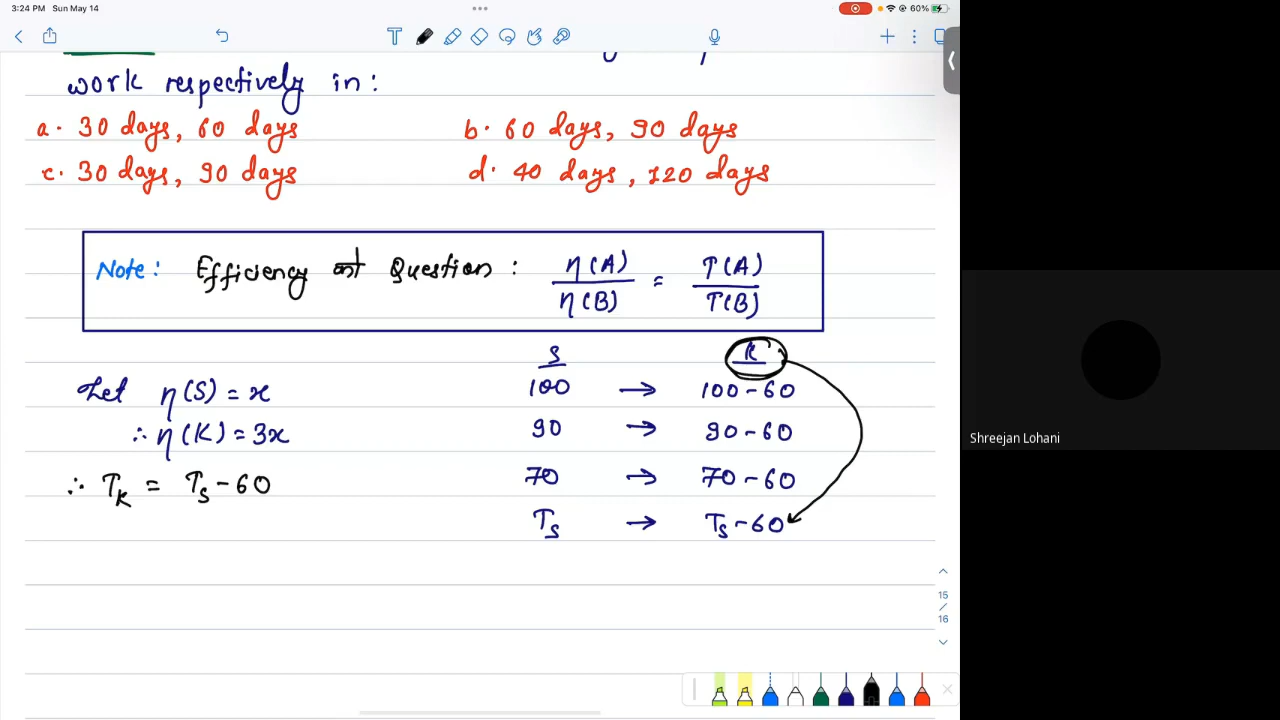 3:24 PM Sun May 14
60%
work respectively in:
a. 30 days, 60 days
b. 60 days, 90 days
c. 30 days, 90 days
d. 40 days, 120 days
Note: Efficiency Question: η(A)/η(B) = T(A)/T(B)
S K
Let η(S) = x
100 → 100-60
∴ η(K) = 3x
90 → 90-60
∴ T_K = T_S - 60
70 → 70-60
T_S → T_S - 60
Shreejan Lohani
15
/
16